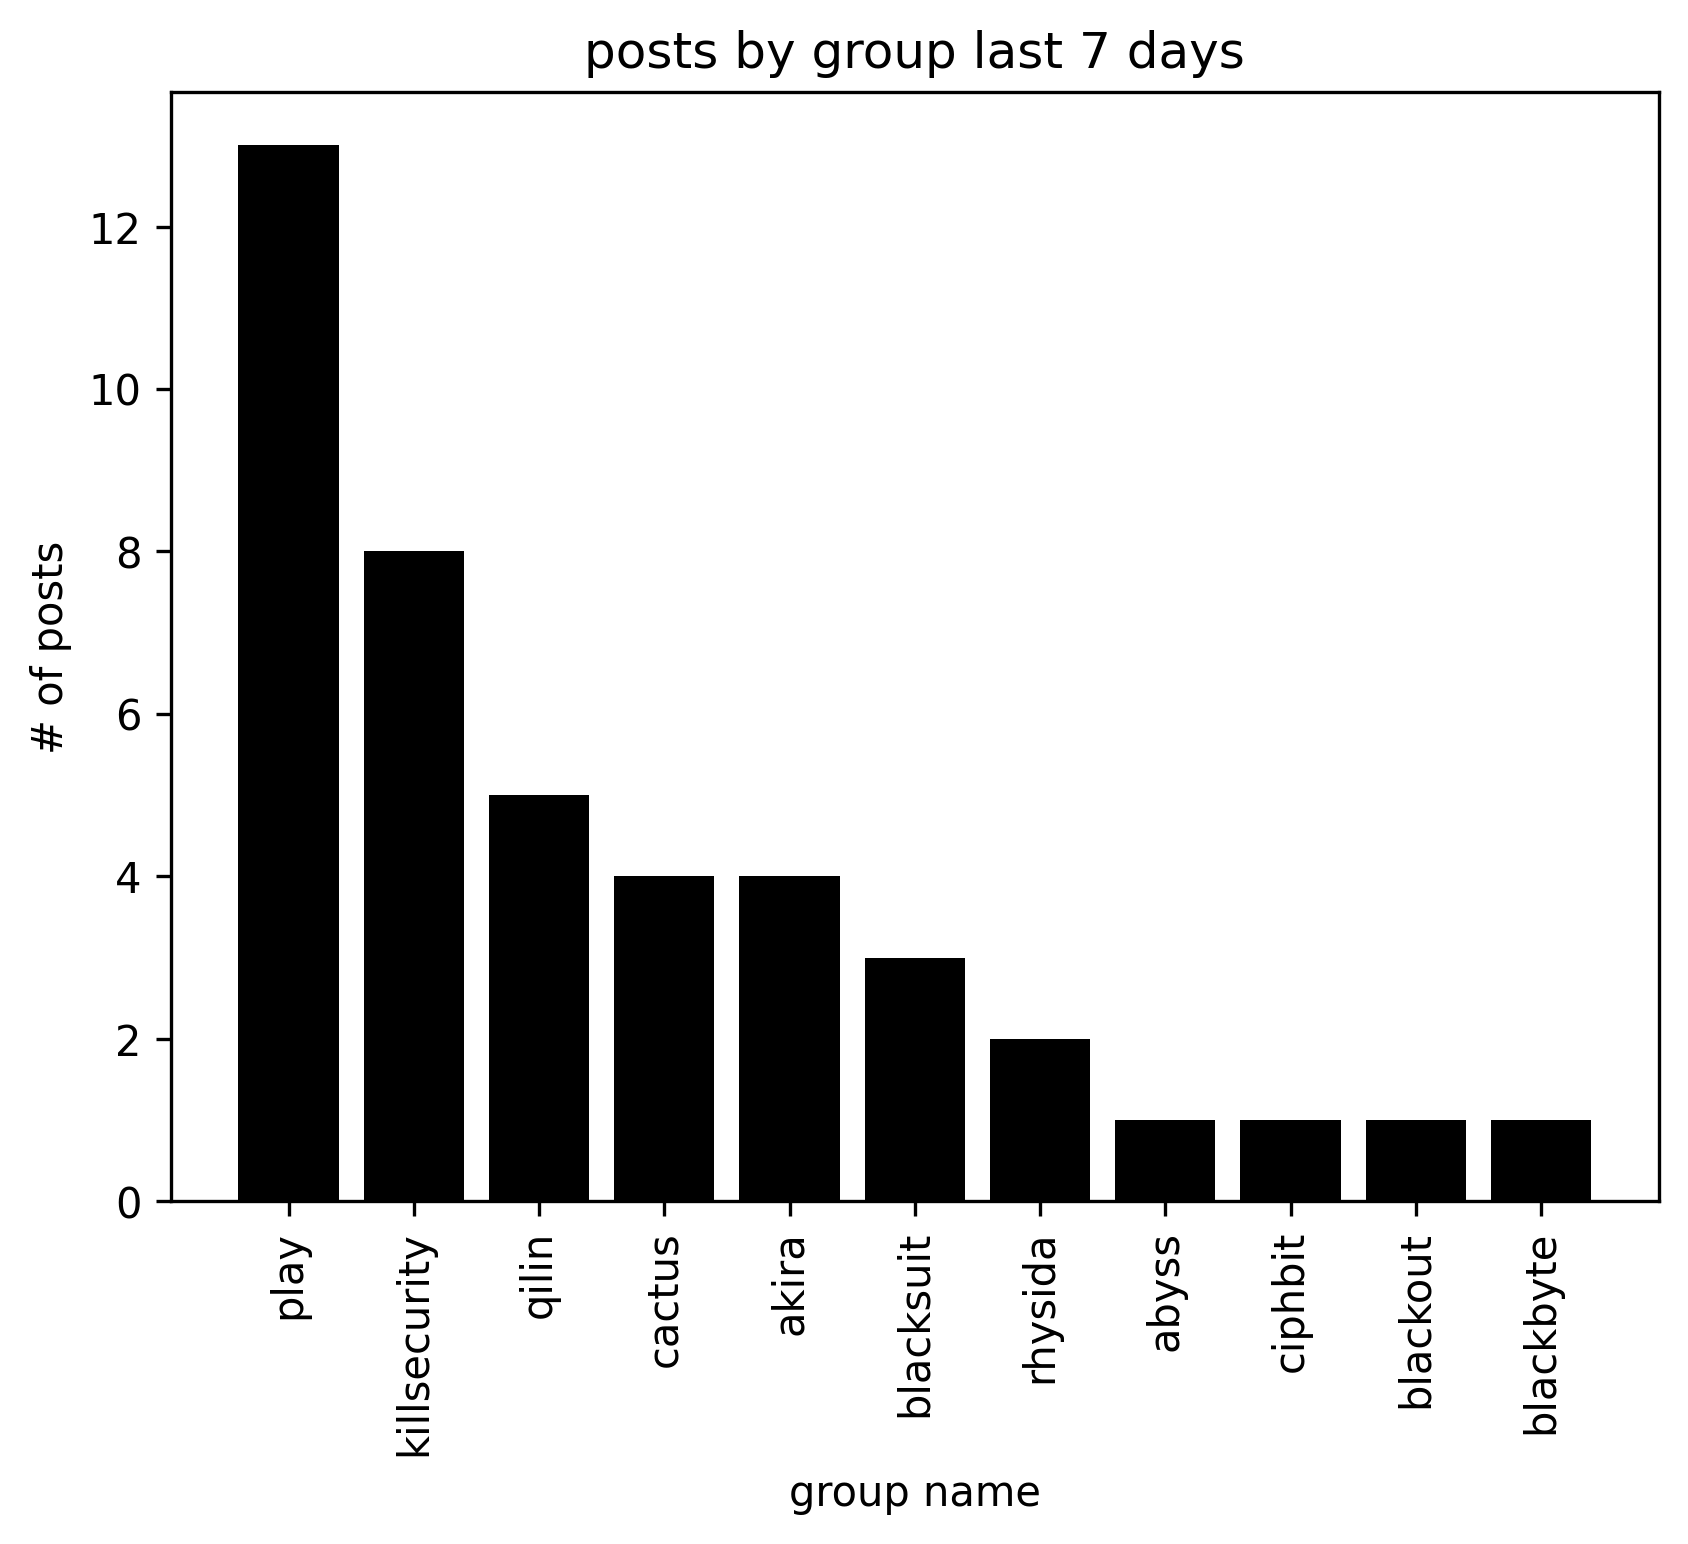 posts by group last 7 days
# of posts
12
10
8
6
4
2
0
play
killsecurity
qilin
cactus
akira
blacksuit
rhysida
abyss
ciphbit
blackout
blackbyte
group name